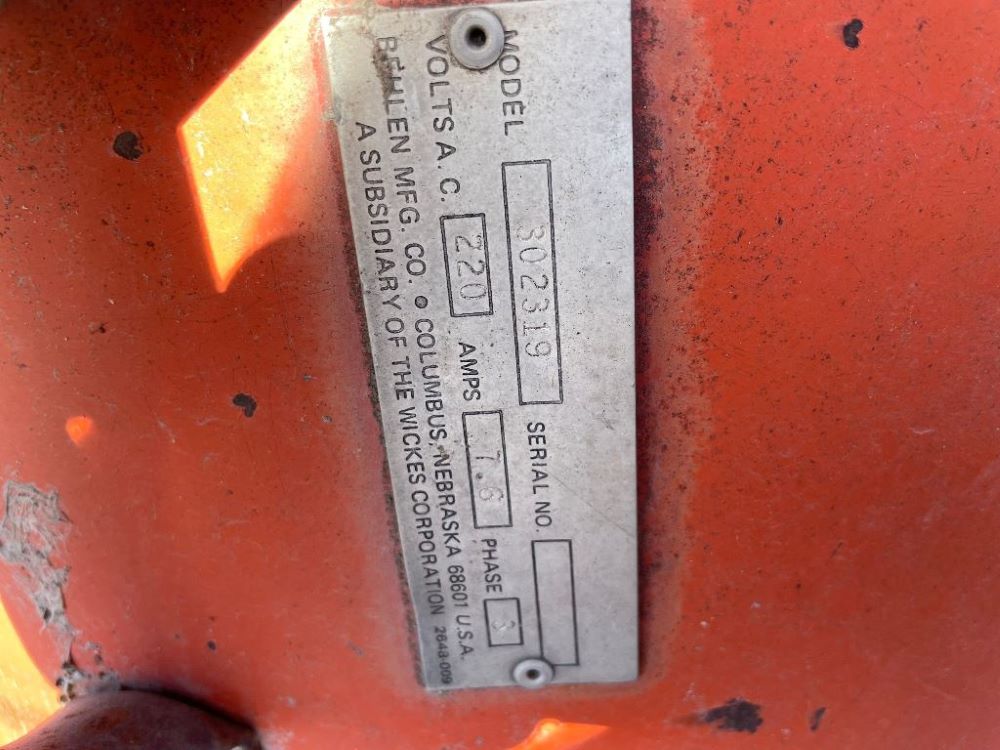 MODEL 302319 SERIAL NO.
VOLTS A.C. 220 AMPS 7.6 PHASE 3
BEHLEN MFG. CO. • COLUMBUS, NEBRASKA 68601 U.S.A.
A SUBSIDIARY OF THE WICKES CORPORATION 2643-009